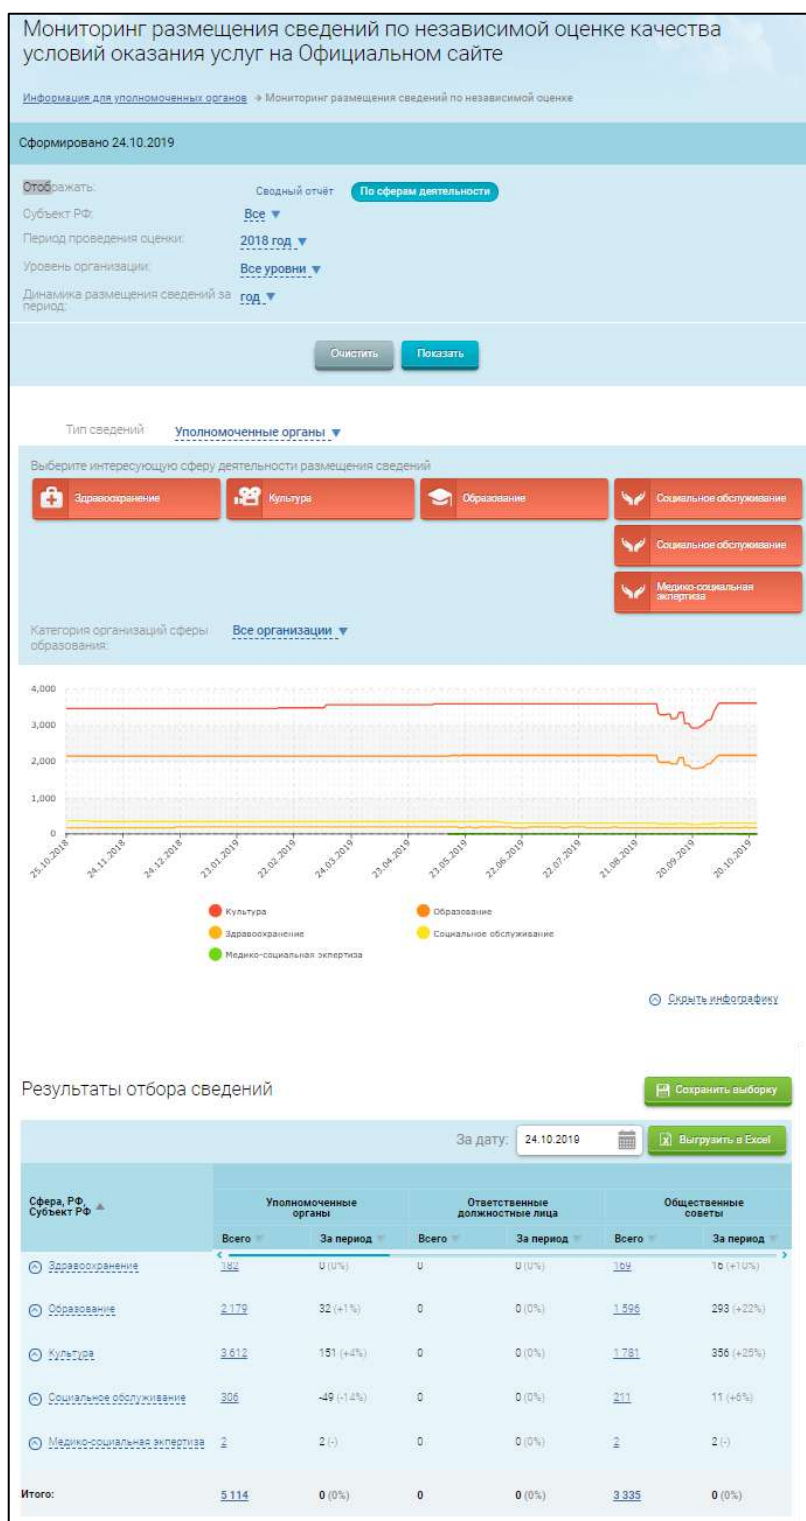 Мониторинг размещения сведений по независимой оценке качества
условий оказания услуг на Официальном сайте
Информация для уполномоченных органов → Мониторинг размещения сведений по независимой оценке
Сформировано 24.10.2019
Отображать: Сводный отчёт По сферам деятельности
Субъект РФ: Все
Период проведения оценки: 2018 год
Уровень организации: Все уровни
Динамика размещения сведений за
период: год
Очистить Показать
Тип сведений Уполномоченные органы
Выберите интересующую сферу деятельности размещения сведений
Здравоохранение Культура Образование Социальное обслуживание
Социальное обслуживание
Медико-социальная
экпертиза
Категория организаций сферы
образования: Все организации
4,000
3,000
2,000
1,000
0
25.10.2018 24.11.2018 24.12.2018 23.01.2019 22.02.2019 24.03.2019 23.04.2019 23.05.2019 22.06.2019 22.07.2019 21.08.2019 20.09.2019 20.10.2019
Культура Образование
Здравоохранение Социальное обслуживание
Медико-социальная экпертиза
Скрыть инфографику
Результаты отбора сведений Сохранить выборку
За дату: 24.10.2019 Выгрузить в Excel
Сфера, РФ,
Субъект РФ
Уполномоченные
органы
Ответственные
должностные лица
Общественные
советы
Всего За период Всего За период Всего За период
Здравоохранение 182 0 (0%) 0 0 (0%) 169 16 (+10%)
Образование 2 179 32 (+1%) 0 0 (0%) 1 596 293 (+22%)
Культура 3 612 151 (+4%) 0 0 (0%) 1 781 356 (+25%)
Социальное обслуживание 306 -49 (-14%) 0 0 (0%) 211 11 (+6%)
Медико-социальная экпертиза 2 2 (-) 0 0 (0%) 2 2 (-)
Итого: 5 114 0 (0%) 0 0 (0%) 3 335 0 (0%)